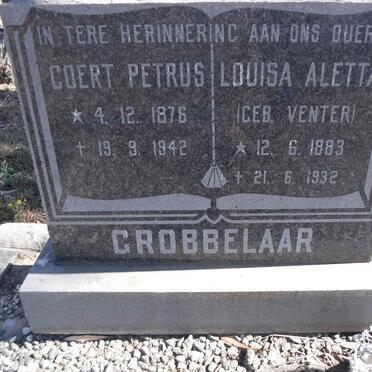 IN TERE HERINNERING AAN ONS OUER
COERT PETRUS
★ 4. 12. 1876
✝ 19. 9. 1942
LOUISA ALETTA
(GEB. VENTER)
★ 12. 6. 1883
✝ 21. 6. 1932
GROBBELAAR